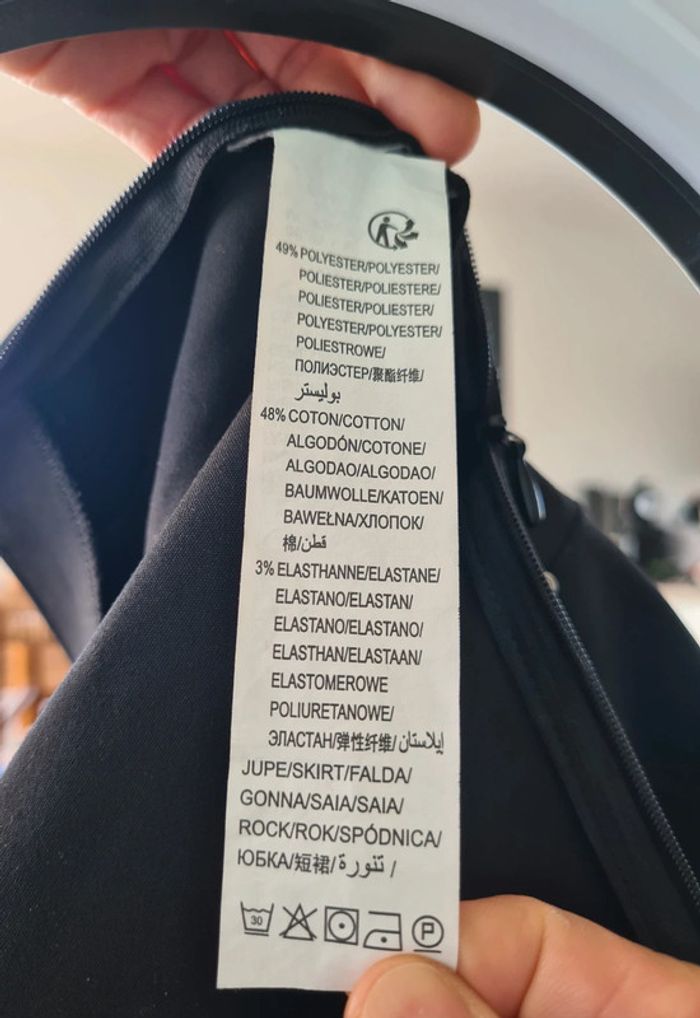 49% POLYESTER/POLYESTER/
POLIESTER/POLIESTERE/
POLIESTER/POLIESTER/
POLYESTER/POLYESTER/
POLIESTROWE/
ПОЛИЭСТЕР/聚酯纤维/
بوليستر
48% COTON/COTTON/
ALGODÓN/COTONE/
ALGODAO/ALGODAO/
BAUMWOLLE/KATOEN/
BAWEŁNA/ХЛОПОК/
棉/قطن
3% ELASTHANNE/ELASTANE/
ELASTANO/ELASTAN/
ELASTANO/ELASTANO/
ELASTHAN/ELASTAAN/
ELASTOMEROWE
POLIURETANOWE/
ЭЛАСТАН/弹性纤维/إيلاستان
JUPE/SKIRT/FALDA/
GONNA/SAIA/SAIA/
ROCK/ROK/SPÓDNICA/
ЮБКА/短裙/تنورة/
30 P